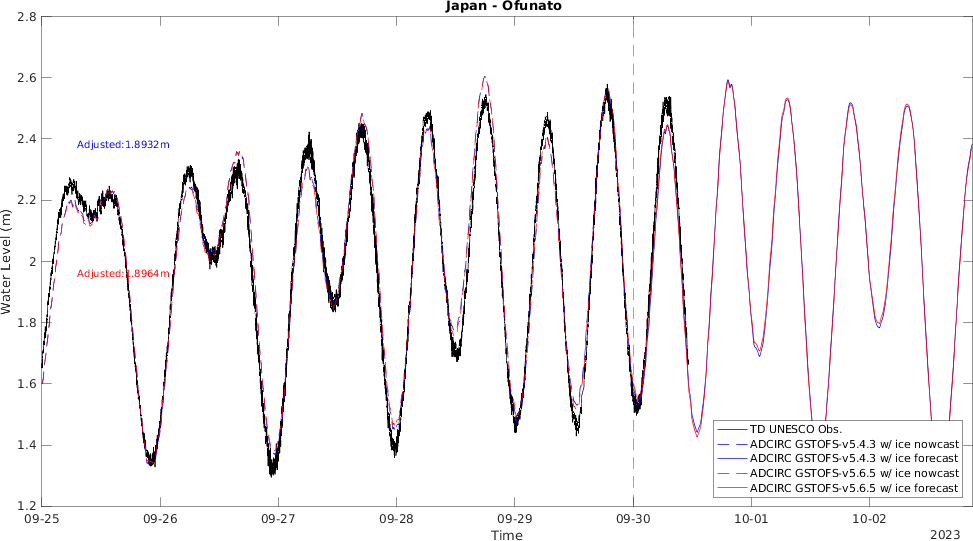 Japan - Ofunato
2.8
2.6
2.4
2.2
2
1.8
1.6
1.4
1.2
Water Level (m)
Adjusted:1.8932m
Adjusted:1.8964m
TD UNESCO Obs.
ADCIRC GSTOFS-v5.4.3 w/ ice nowcast
ADCIRC GSTOFS-v5.4.3 w/ ice forecast
ADCIRC GSTOFS-v5.6.5 w/ ice nowcast
ADCIRC GSTOFS-v5.6.5 w/ ice forecast
09-25 09-26 09-27 09-28 09-29 09-30 10-01 10-02
Time
2023